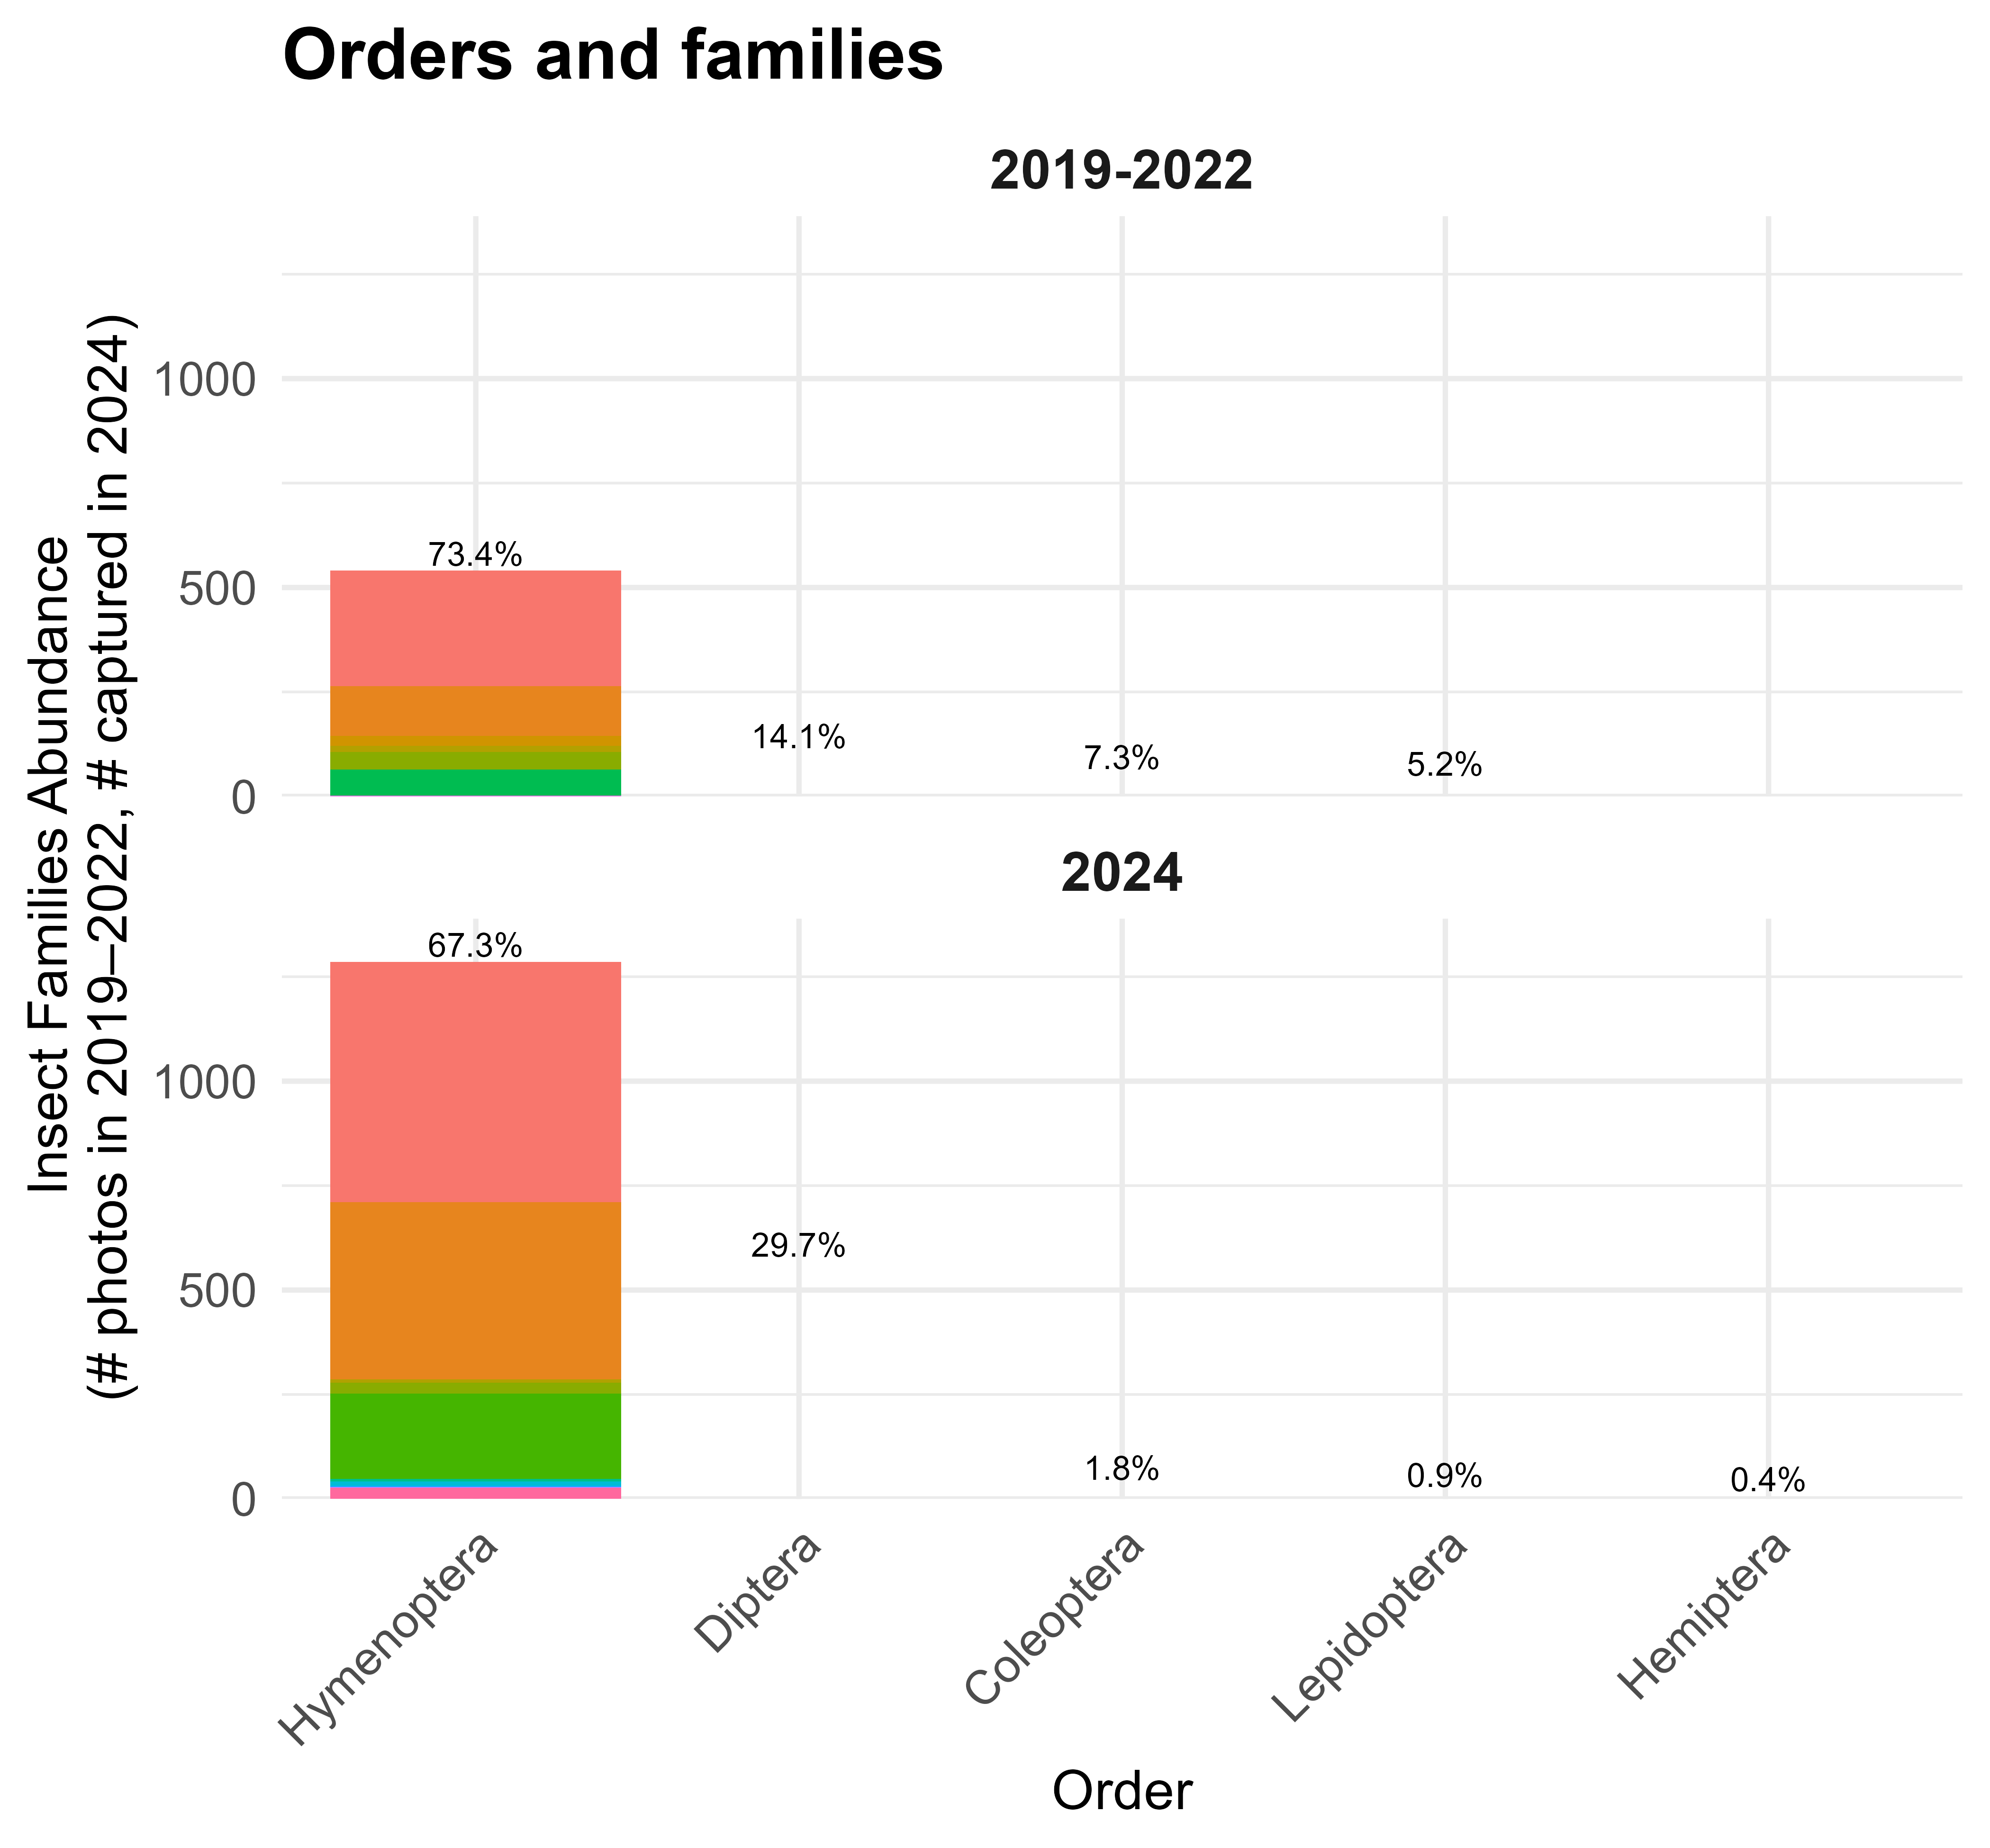 Orders and families
2019-2022
Insect Families Abundance
(# photos in 2019–2022, # captured in 2024)
1000
500
0
73.4%
14.1%
7.3%
5.2%
2024
1000
500
0
67.3%
29.7%
1.8%
0.9%
0.4%
Hymenoptera
Diptera
Coleoptera
Lepidoptera
Hemiptera
Order